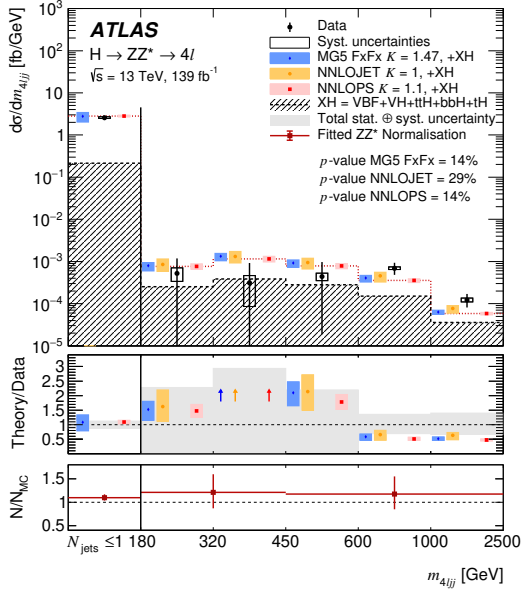 dσ/dm4ljj [fb/GeV]
10³
10²
10
1
10⁻¹
10⁻²
10⁻³
10⁻⁴
10⁻⁵
ATLAS
H → ZZ* → 4l
√s = 13 TeV, 139 fb⁻¹
Data
Syst. uncertainties
MG5 FxFx K = 1.47, +XH
NNLOJET K = 1, +XH
NNLOPS K = 1.1, +XH
XH = VBF+VH+ttH+bbH+tH
Total stat. ⊕ syst. uncertainty
Fitted ZZ* Normalisation
p-value MG5 FxFx = 14%
p-value NNLOJET = 29%
p-value NNLOPS = 14%
Theory/Data
3
2.5
2
1.5
1
0.5
N/NMC
1.5
1
0.5
Njets ≤1 180 320 450 600 1000 2500
m4ljj [GeV]